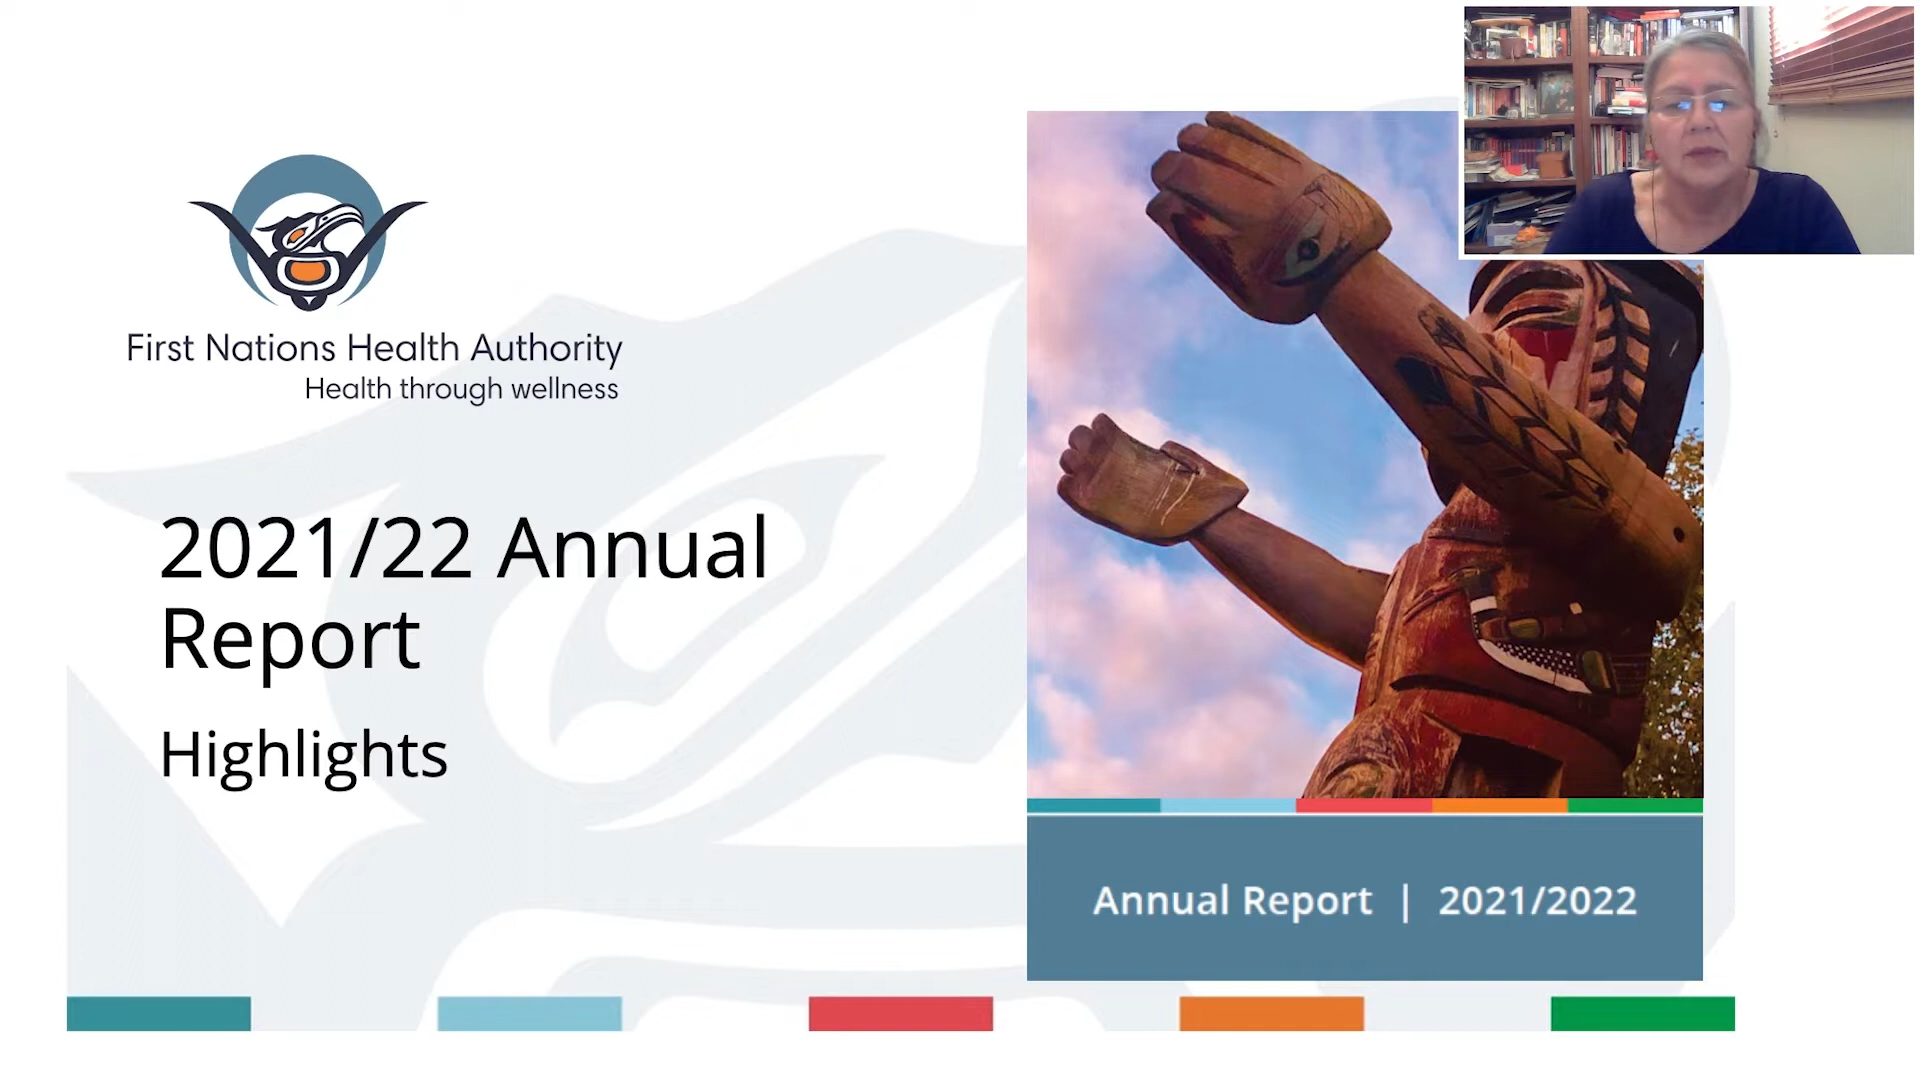 First Nations Health Authority
Health through wellness
2021/22 Annual
Report
Highlights
Annual Report | 2021/2022